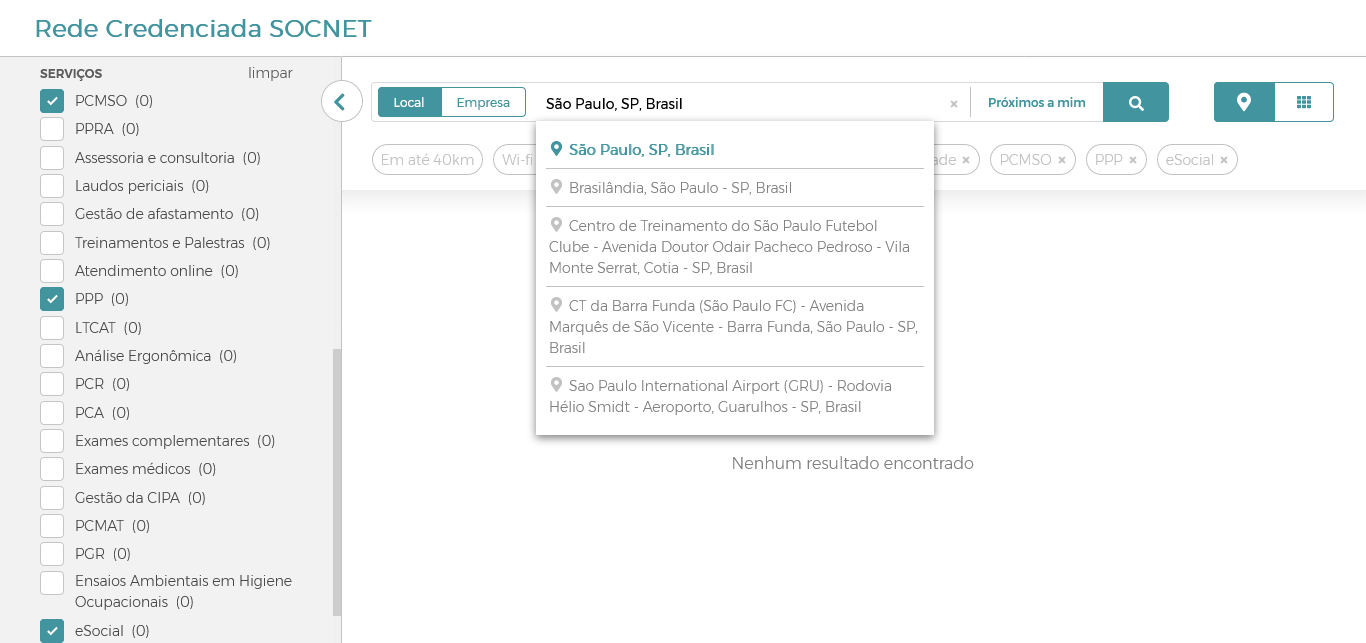 Rede Credenciada SOCNET
SERVIÇOS limpar
PCMSO (0)
PPRA (0)
Assessoria e consultoria (0)
Laudos periciais (0)
Gestão de afastamento (0)
Treinamentos e Palestras (0)
Atendimento online (0)
PPP (0)
LTCAT (0)
Análise Ergonômica (0)
PCR (0)
PCA (0)
Exames complementares (0)
Exames médicos (0)
Gestão da CIPA (0)
PCMAT (0)
PGR (0)
Ensaios Ambientais em Higiene
Ocupacionais (0)
eSocial (0)
Local Empresa São Paulo, SP, Brasil × Próximos a mim
Em até 40km Wi-fi ade × PCMSO × PPP × eSocial ×
São Paulo, SP, Brasil
Brasilândia, São Paulo - SP, Brasil
Centro de Treinamento do São Paulo Futebol
Clube - Avenida Doutor Odair Pacheco Pedroso - Vila
Monte Serrat, Cotia - SP, Brasil
CT da Barra Funda (São Paulo FC) - Avenida
Marquês de São Vicente - Barra Funda, São Paulo - SP,
Brasil
Sao Paulo International Airport (GRU) - Rodovia
Hélio Smidt - Aeroporto, Guarulhos - SP, Brasil
Nenhum resultado encontrado